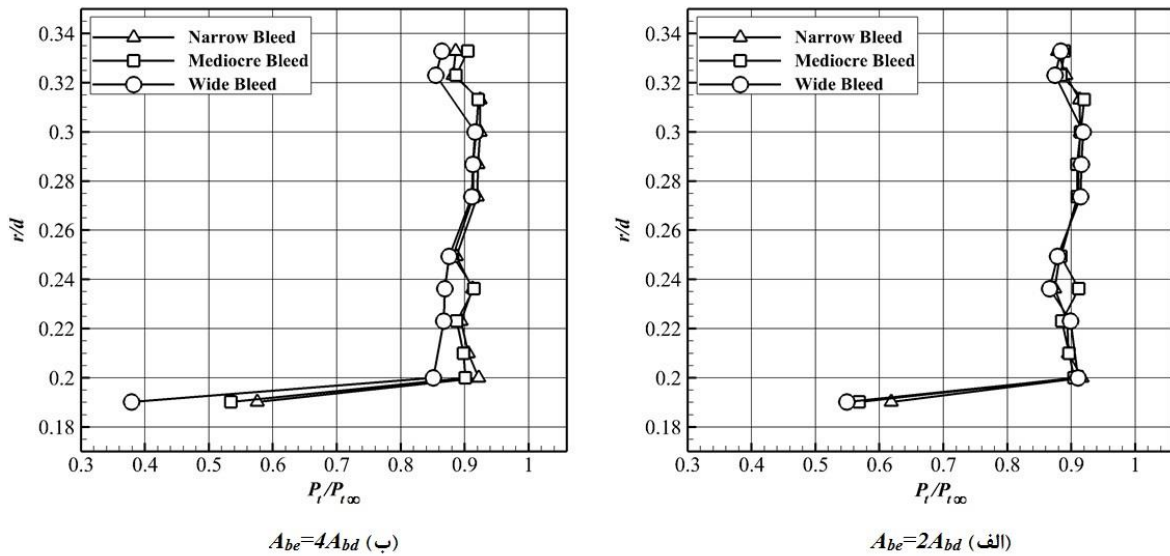 0.34
0.32
0.3
0.28
0.26
0.24
0.22
0.2
0.18
r/d
Narrow Bleed
Mediocre Bleed
Wide Bleed
0.3 0.4 0.5 0.6 0.7 0.8 0.9 1
Pt/Pt∞
Abe=4Abd (ب)
0.34
0.32
0.3
0.28
0.26
0.24
0.22
0.2
0.18
r/d
Narrow Bleed
Mediocre Bleed
Wide Bleed
0.3 0.4 0.5 0.6 0.7 0.8 0.9 1
Pt/Pt∞
Abe=2Abd (الف)